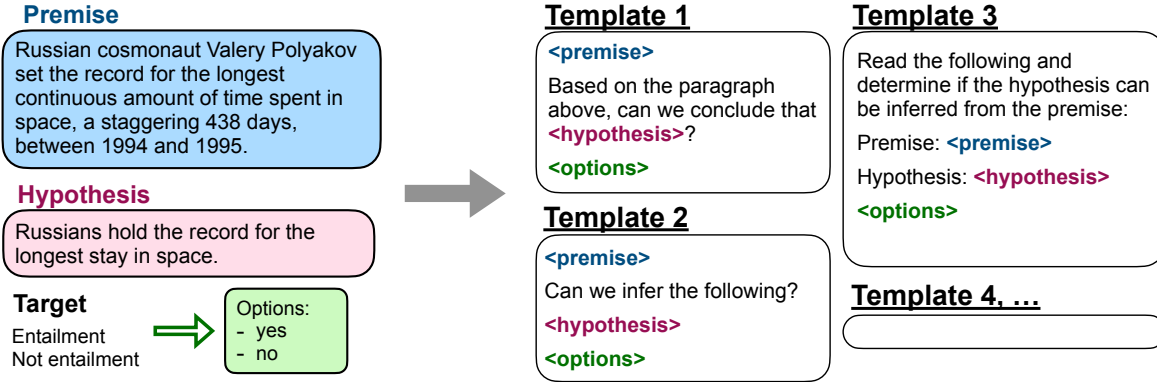 Premise
Russian cosmonaut Valery Polyakov
set the record for the longest
continuous amount of time spent in
space, a staggering 438 days,
between 1994 and 1995.
Hypothesis
Russians hold the record for the
longest stay in space.
Target
Entailment
Not entailment
Options:
- yes
- no
Template 1
<premise>
Based on the paragraph
above, can we conclude that
<hypothesis>?
<options>
Template 2
<premise>
Can we infer the following?
<hypothesis>
<options>
Template 3
Read the following and
determine if the hypothesis can
be inferred from the premise:
Premise: <premise>
Hypothesis: <hypothesis>
<options>
Template 4, …